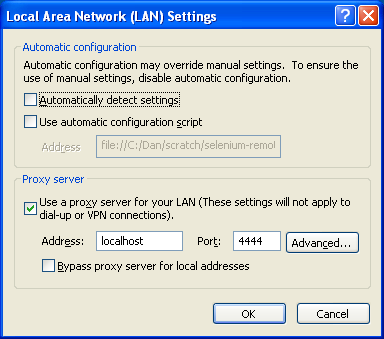 Local Area Network (LAN) Settings
Automatic configuration
Automatic configuration may override manual settings. To ensure
the use of manual settings, disable automatic configuration.
Automatically detect settings
Use automatic configuration script
Address file://C:/Dan/scratch/selenium-remo
Proxy server
Use a proxy server for your LAN (These settings will not apply to
dial-up or VPN connections).
Address: localhost Port: 4444 Advanced...
Bypass proxy server for local addresses
OK Cancel